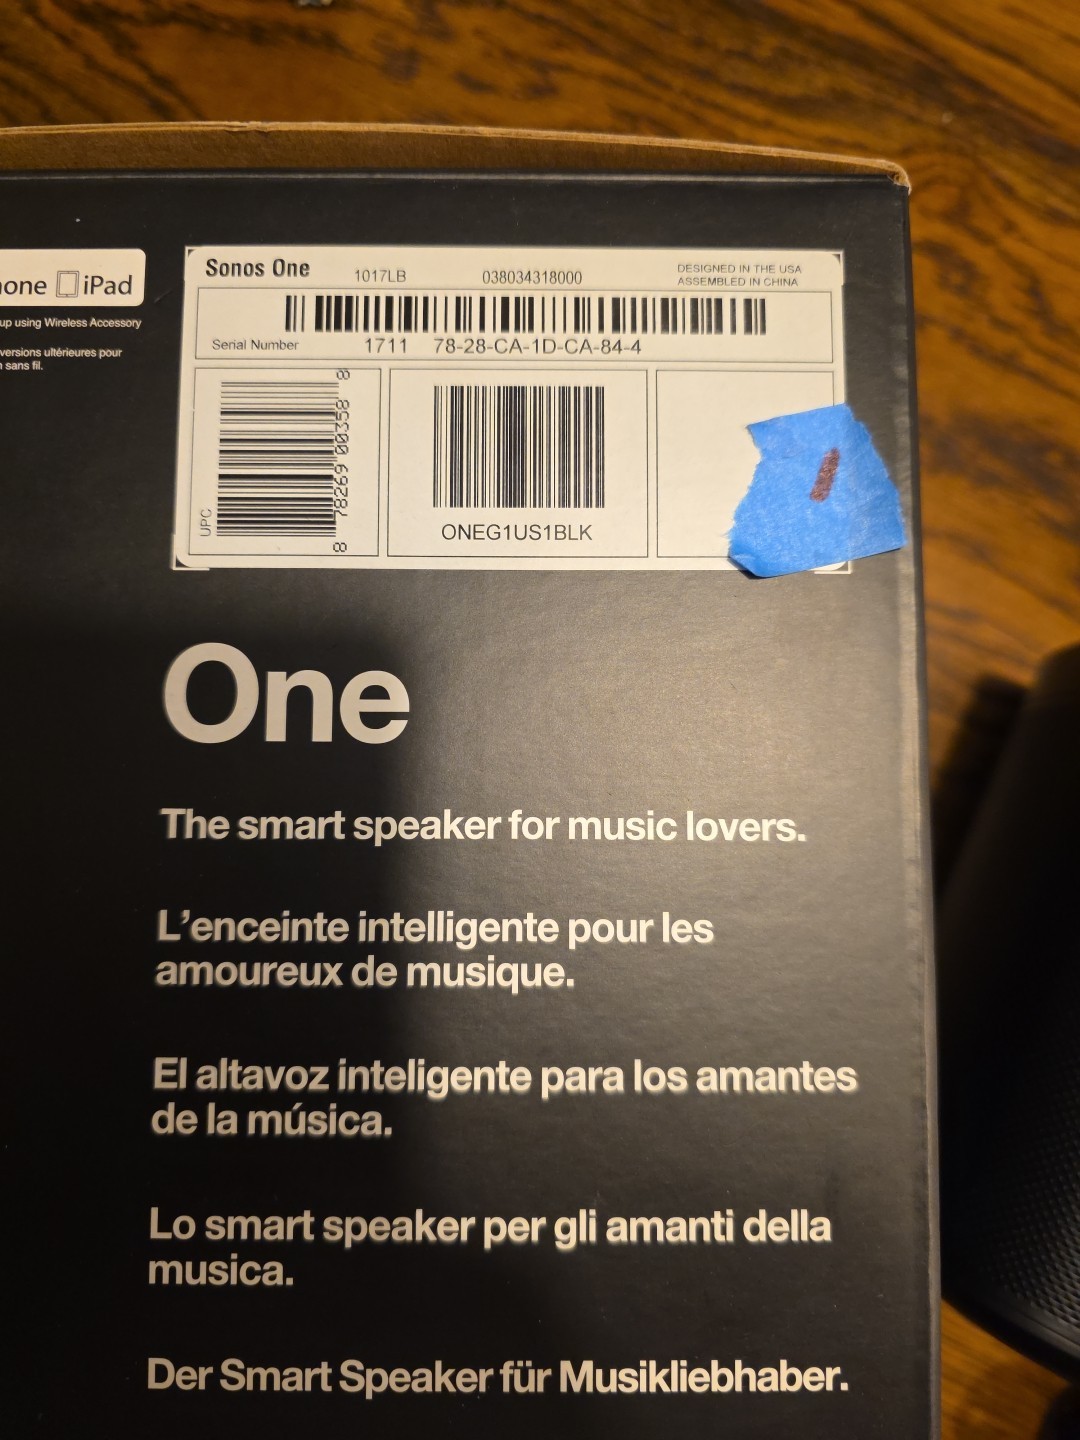 Sonos One 1017LB 038034318000 DESIGNED IN THE USA
ASSEMBLED IN CHINA
Serial Number 1711 78-28-CA-1D-CA-84-4
iPad
up using Wireless Accessory
versions ultérieures pour
sans fil.
UPC
8 78269 00358 8
ONEG1US1BLK
One
The smart speaker for music lovers.
L'enceinte intelligente pour les
amoureux de musique.
El altavoz inteligente para los amantes
de la música.
Lo smart speaker per gli amanti della
musica.
Der Smart Speaker für Musikliebhaber.